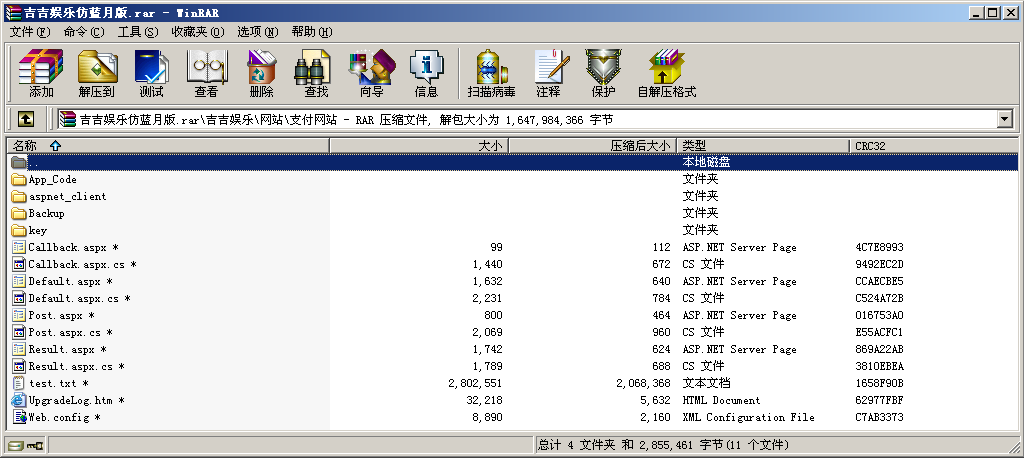 吉吉娱乐仿蓝月版.rar - WinRAR
文件(F) 命令(C) 工具(S) 收藏夹(O) 选项(N) 帮助(H)
添加 解压到 测试 查看 删除 查找 向导 信息 扫描病毒 注释 保护 自解压格式
吉吉娱乐仿蓝月版.rar\吉吉娱乐\网站\支付网站 - RAR 压缩文件, 解包大小为 1,647,984,366 字节
名称 大小 压缩后大小 类型 CRC32
.. 本地磁盘
App_Code 文件夹
aspnet_client 文件夹
Backup 文件夹
key 文件夹
Callback.aspx * 99 112 ASP.NET Server Page 4C7E8993
Callback.aspx.cs * 1,440 672 CS 文件 9492EC2D
Default.aspx * 1,632 640 ASP.NET Server Page CCAECBE5
Default.aspx.cs * 2,231 784 CS 文件 C524A72B
Post.aspx * 800 464 ASP.NET Server Page 016753A0
Post.aspx.cs * 2,069 960 CS 文件 E55ACFC1
Result.aspx * 1,742 624 ASP.NET Server Page 869A22AB
Result.aspx.cs * 1,789 688 CS 文件 3810EBEA
test.txt * 2,802,551 2,068,368 文本文档 1658F90B
UpgradeLog.htm * 32,218 5,632 HTML Document 62977FBF
Web.config * 8,890 2,160 XML Configuration File C7AB3373
总计 4 文件夹 和 2,855,461 字节(11 个文件)